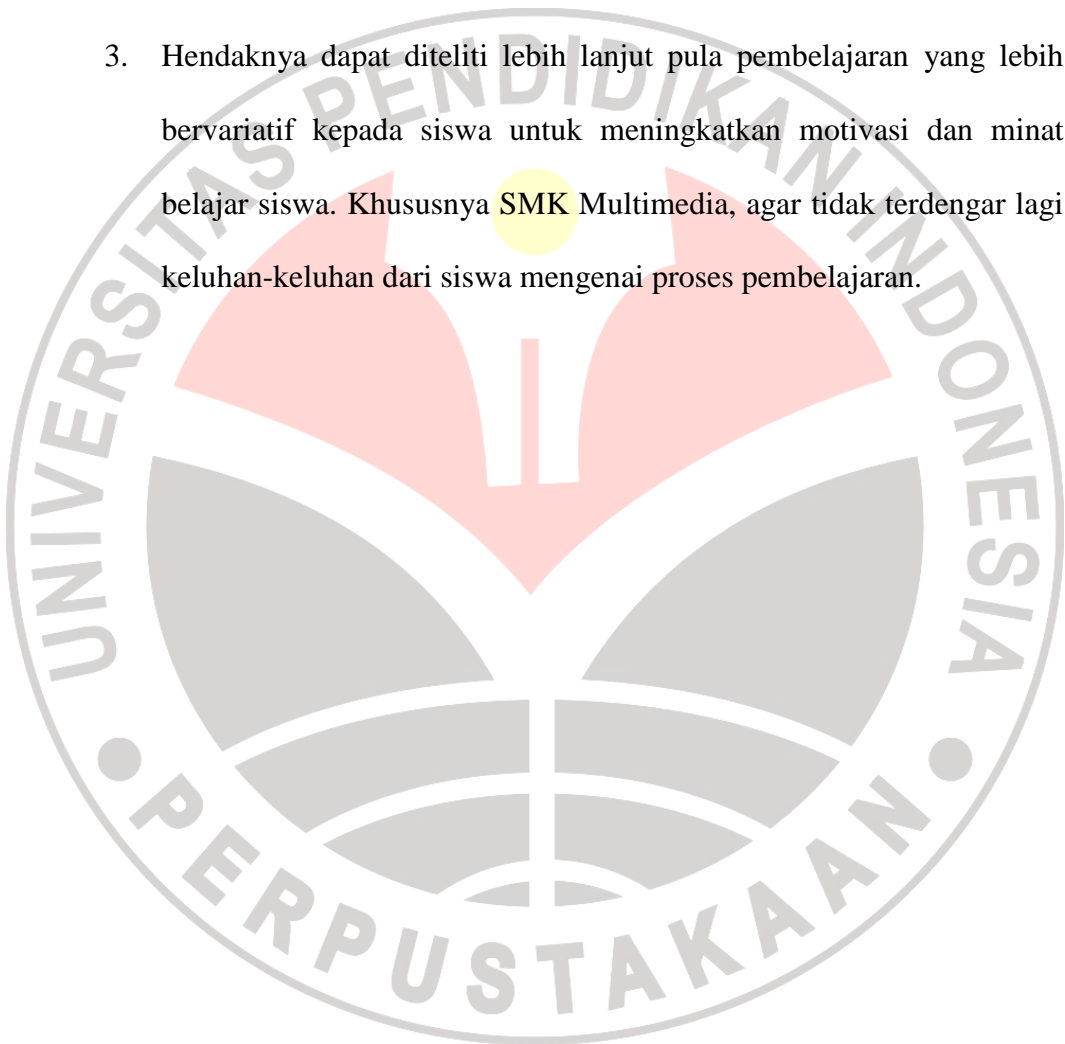 3. Hendaknya dapat diteliti lebih lanjut pula pembelajaran yang lebih
bervariatif kepada siswa untuk meningkatkan motivasi dan minat
belajar siswa. Khususnya SMK Multimedia, agar tidak terdengar lagi
keluhan-keluhan dari siswa mengenai proses pembelajaran.
UNIVERSITAS PENDIDIKAN INDONESIA
PERPUSTAKAAN